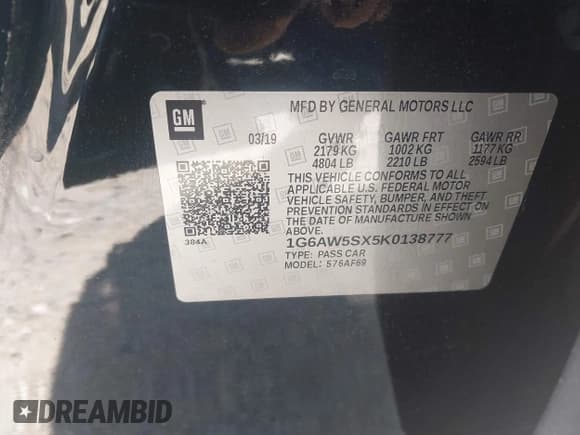 GM
MFD BY GENERAL MOTORS LLC
03/19 GVWR GAWR FRT GAWR RR
2179 KG 1002 KG 1177 KG
4804 LB 2210 LB 2594 LB
THIS VEHICLE CONFORMS TO ALL
APPLICABLE U.S. FEDERAL MOTOR
VEHICLE SAFETY, BUMPER, AND THEFT
PREVENTION STANDARDS IN EFFECT ON
THE DATE OF MANUFACTURE SHOWN
ABOVE.
384A
1G6AW5SX5K0138777
TYPE: PASS CAR
MODEL: 576AF69
DREAMBID